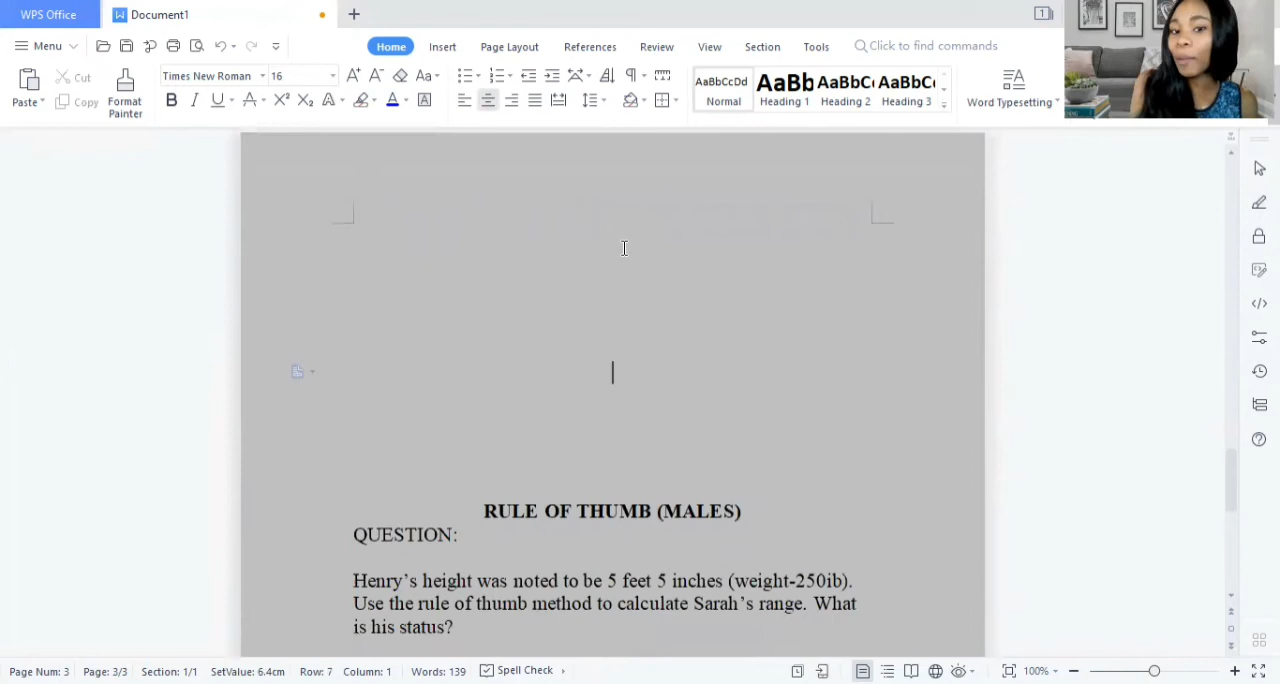 WPS Office
Document1
1
Menu
Home
Insert
Page Layout
References
Review
View
Section
Tools
Click to find commands
Paste
Cut
Copy
Format
Painter
Times New Roman
16
AaBbCcDd
Normal
AaBb
Heading 1
AaBbC
Heading 2
AaBbC
Heading 3
Word Typesetting
RULE OF THUMB (MALES)
QUESTION:
Henry’s height was noted to be 5 feet 5 inches (weight-250ib).
Use the rule of thumb method to calculate Sarah’s range. What
is his status?
Page Num: 3
Page: 3/3
Section: 1/1
SetValue: 6.4cm
Row: 7
Column: 1
Words: 139
Spell Check
100%